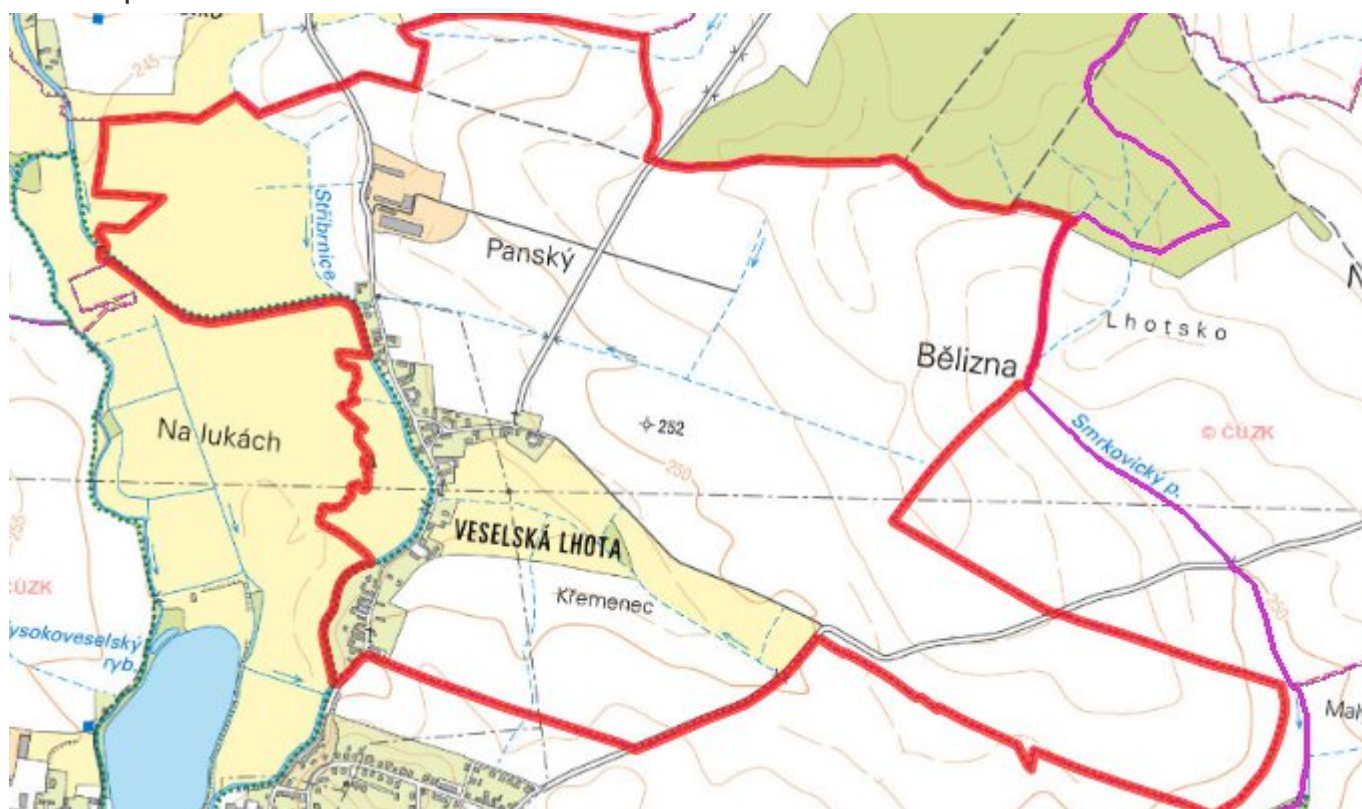 245
Stříbrnice
Panský
Lhotsko
Bělizna
252
© ČÚZK
Na lukách
Smrkovický p.
250
255
VESELSKÁ LHOTA
ČÚZK
Křemenec
250
ysokoveselský
ryb.
Mal